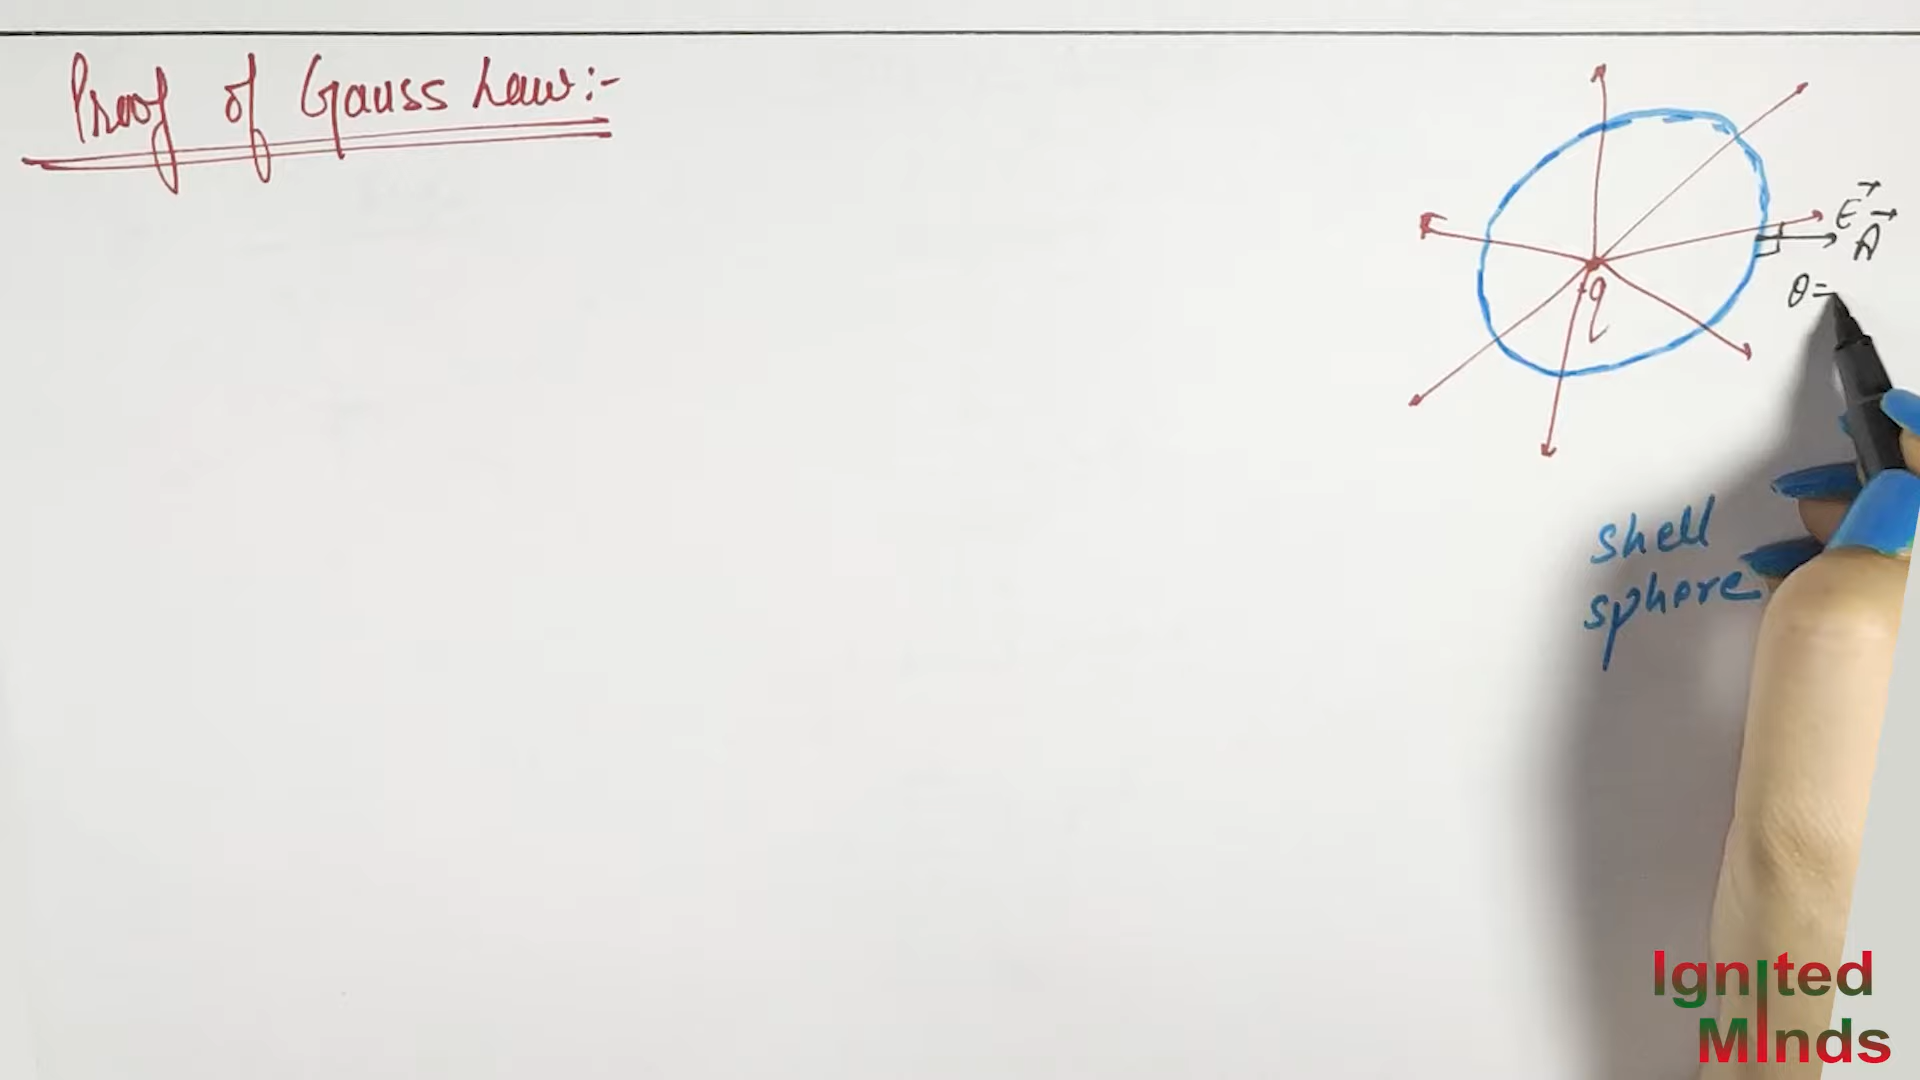 Proof of Gauss Law:-
E
A
+q
θ=
shell
sphere
Ignited
Minds